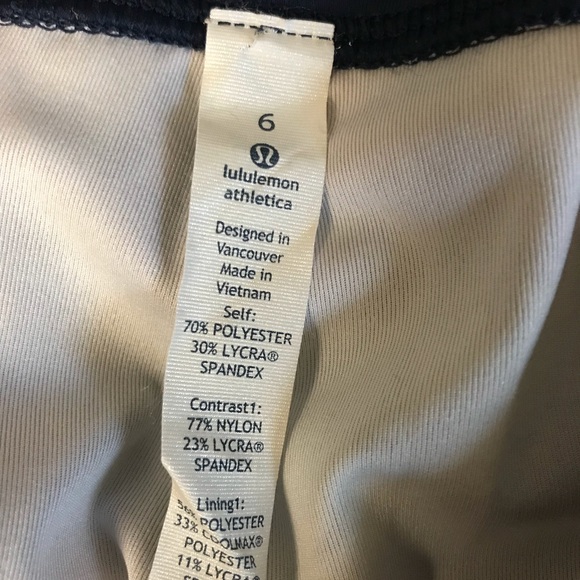 6
lululemon
athletica
Designed in
Vancouver
Made in
Vietnam
Self:
70% POLYESTER
30% LYCRA®
SPANDEX
Contrast1:
77% NYLON
23% LYCRA®
SPANDEX
Lining1:
POLYESTER
33% COOLMAX®
POLYESTER
11% LYCRA®